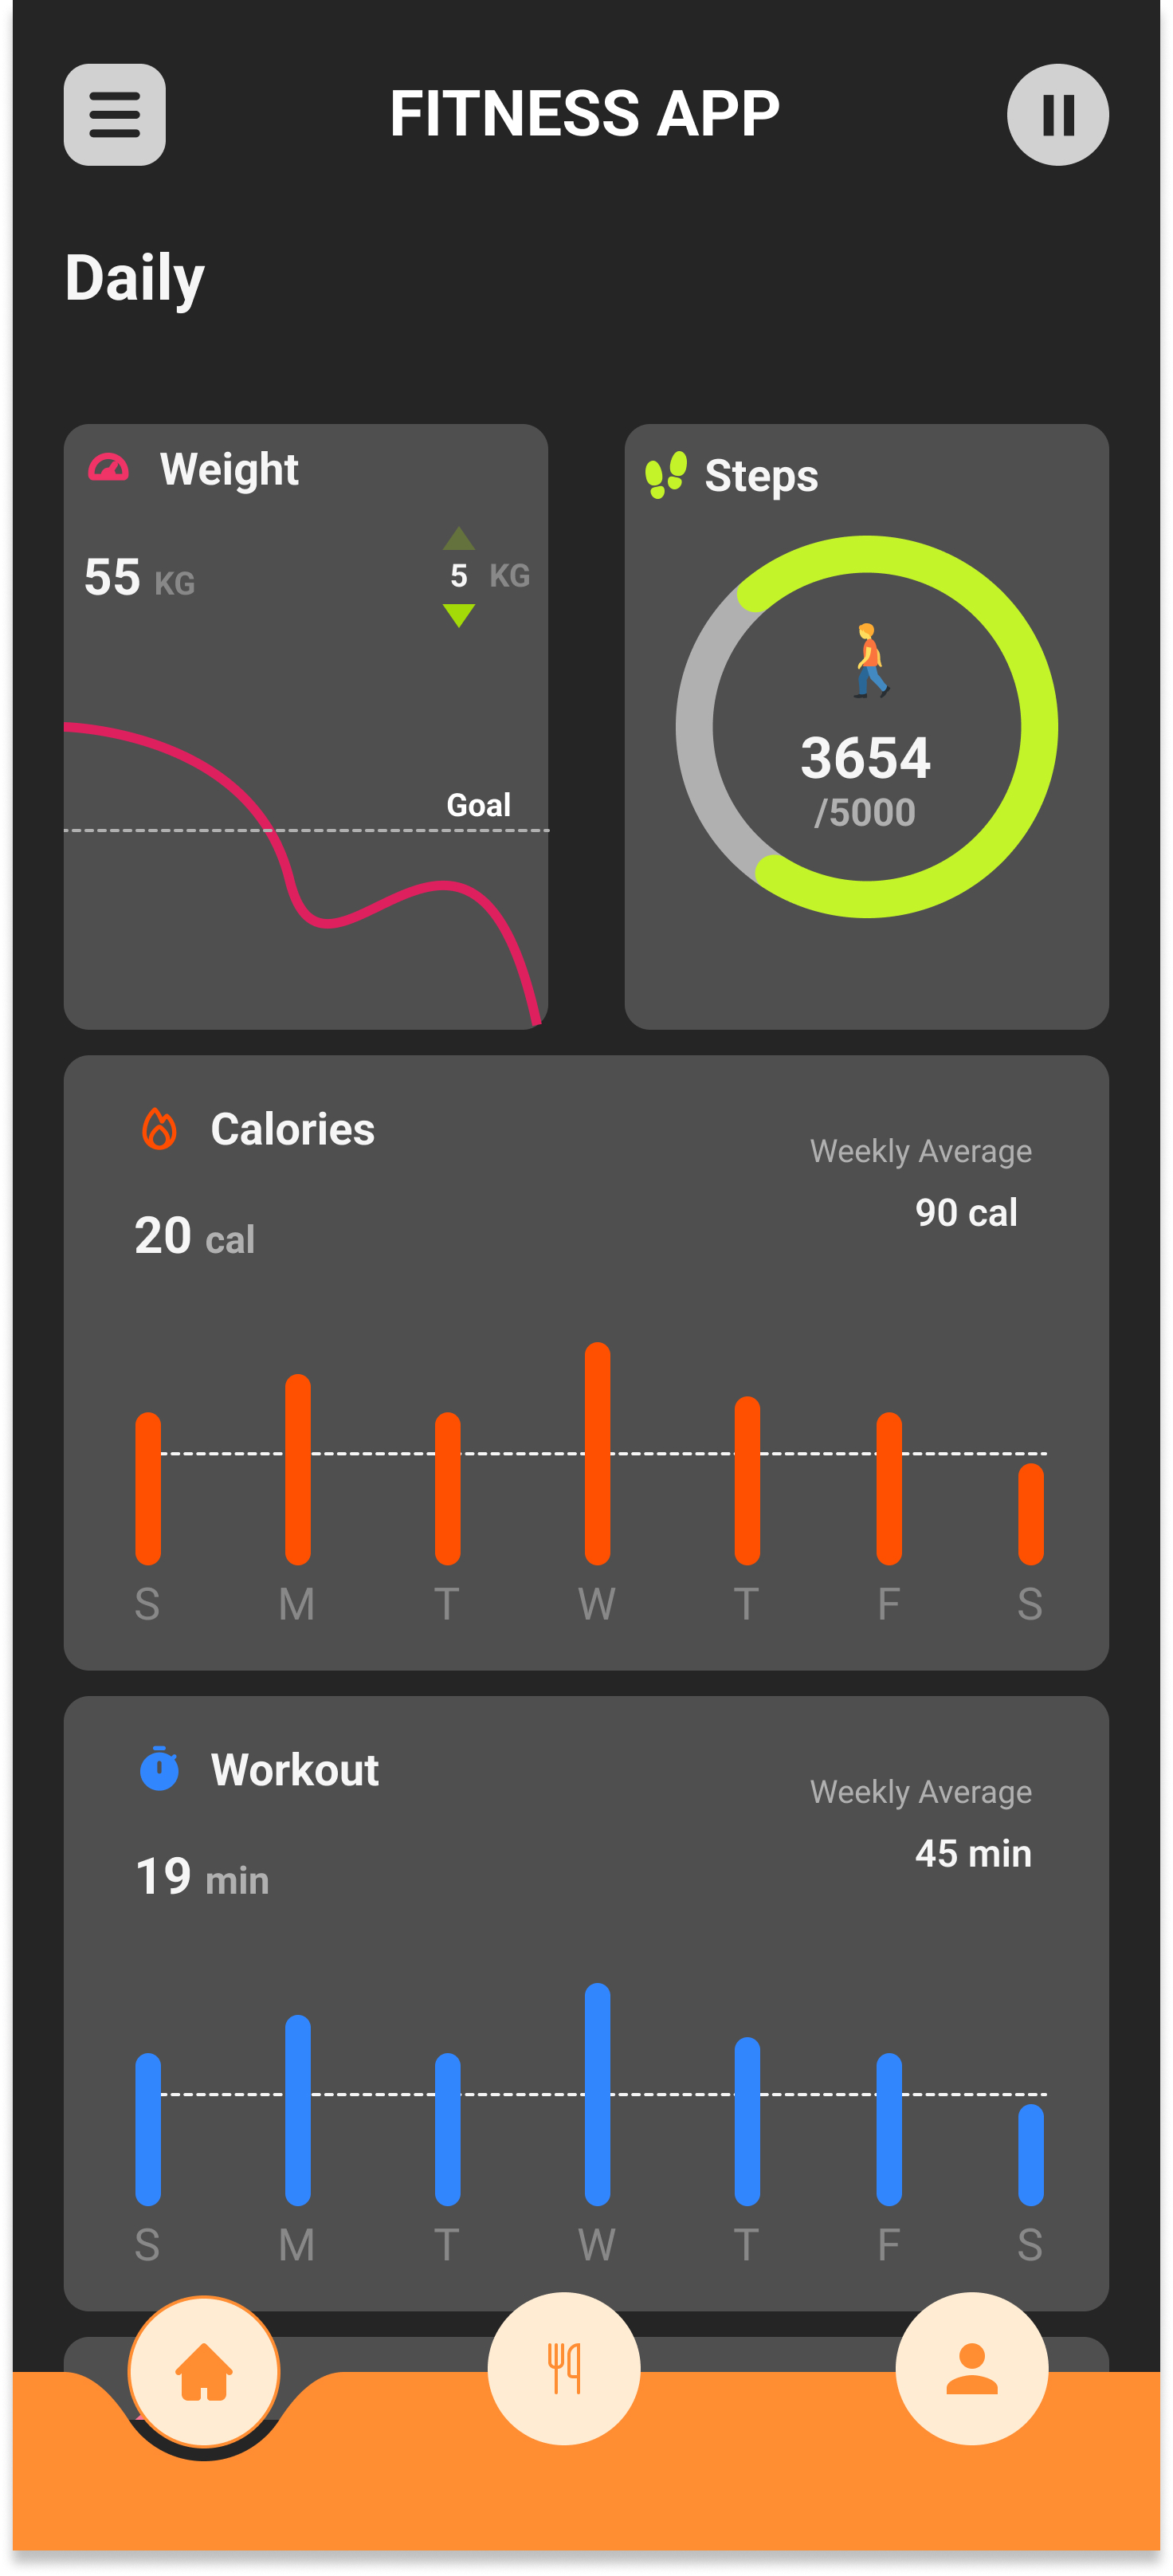 FITNESS APP
Daily
Weight
55 KG
5 KG
Goal
Steps
3654
/5000
Calories
Weekly Average
90 cal
20 cal
S M T W T F S
Workout
Weekly Average
45 min
19 min
S M T W T F S